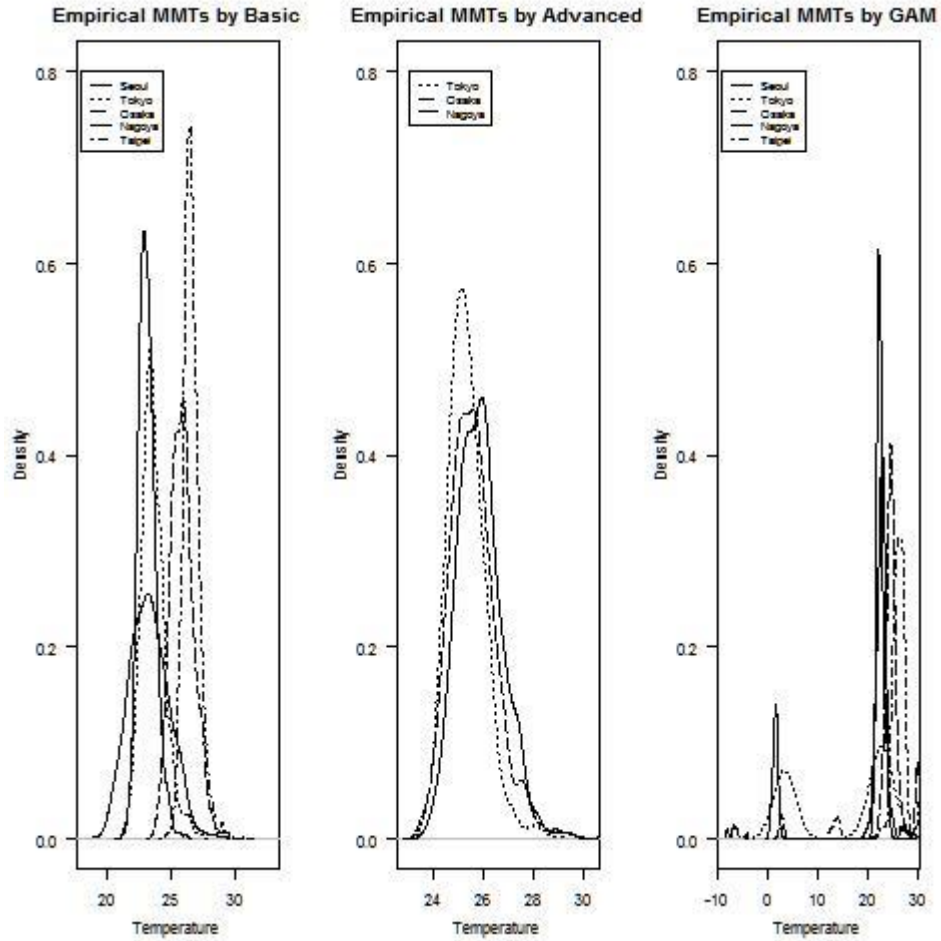 Empirical MMTs by Basic
0.8
0.6
0.4
0.2
0.0
Density
Seoul
Tokyo
Osaka
Nagoya
Taipei
20
25
30
Temperature
Empirical MMTs by Advanced
0.8
0.6
0.4
0.2
0.0
Density
Tokyo
Osaka
Nagoya
24
26
28
30
Temperature
Empirical MMTs by GAM
0.8
0.6
0.4
0.2
0.0
Density
Seoul
Tokyo
Osaka
Nagoya
Taipei
-10
0
10
20
30
Temperature